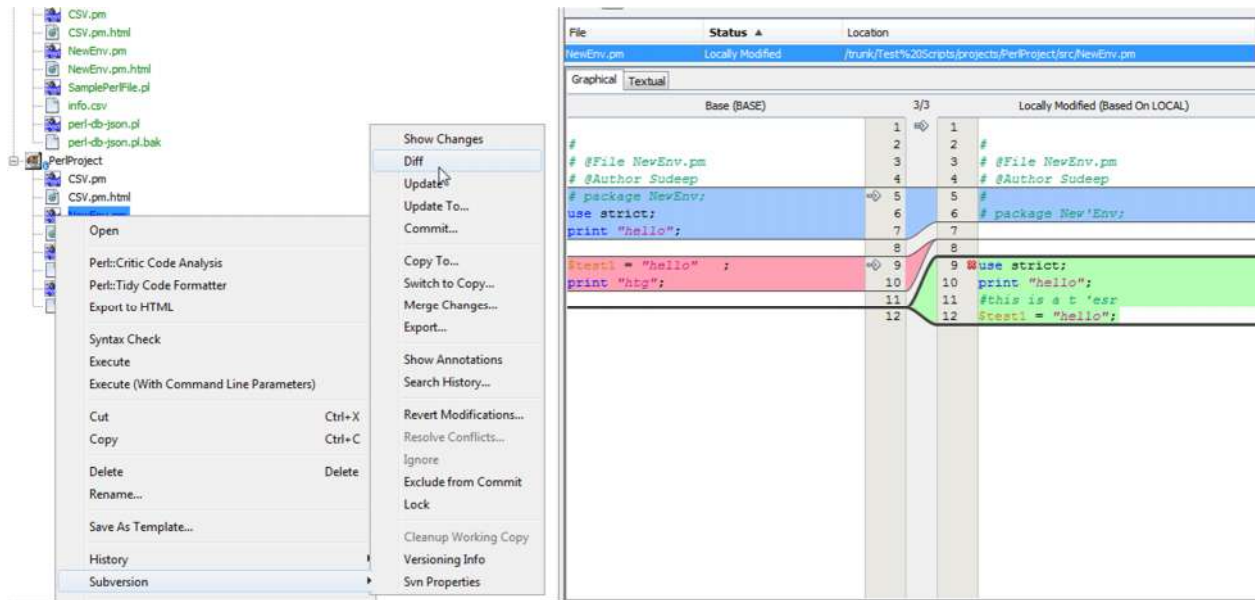 CSV.pm
CSV.pm.html
NewEnv.pm
NewEnv.pm.html
SamplePerlFile.pl
info.csv
perl-db-json.pl
perl-db-json.pl.bak
PerlProject
CSV.pm
CSV.pm.html
NewEnv.pm
Open
Perl::Critic Code Analysis
Perl::Tidy Code Formatter
Export to HTML
Syntax Check
Execute
Execute (With Command Line Parameters)
Cut Ctrl+X
Copy Ctrl+C
Delete Delete
Rename...
Save As Template...
History
Subversion
Show Changes
Diff
Update
Update To...
Commit...
Copy To...
Switch to Copy...
Merge Changes...
Export...
Show Annotations
Search History...
Revert Modifications...
Resolve Conflicts...
Ignore
Exclude from Commit
Lock
Cleanup Working Copy
Versioning Info
Svn Properties
File Status Location
NewEnv.pm Locally Modified /trunk/Test%20Scripts/projects/PerlProject/src/NewEnv.pm
Graphical Textual
Base (BASE) 3/3 Locally Modified (Based On LOCAL)
1
# 2
# @File NewEnv.pm 3
# @Author Sudeep 4
# package NewEnv; 5
use strict; 6
print "hello"; 7
8
$test1 = "hello" ; 9
print "htg"; 10
11
12
1
2 #
3 # @File NewEnv.pm
4 # @Author Sudeep
5 #
6 # package New'Env;
7
8
9 use strict;
10 print "hello";
11 #this is a t 'esr
12 $test1 = "hello";